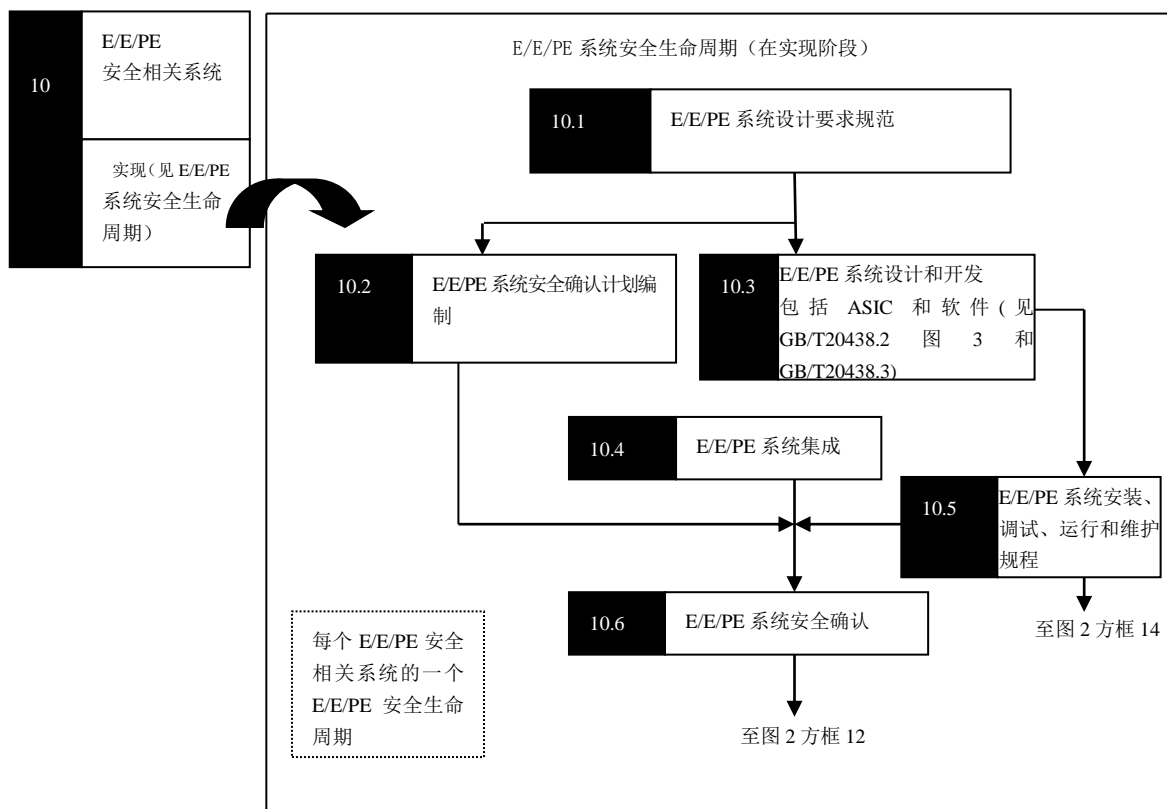 10
E/E/PE
安全相关系统
实现（见 E/E/PE
系统安全生命
周期）
E/E/PE 系统安全生命周期（在实现阶段）
10.1
E/E/PE 系统设计要求规范
10.2
E/E/PE 系统安全确认计划编
制
10.3
E/E/PE 系统设计和开发
包括 ASIC 和软件(见
GB/T20438.2 图 3 和
GB/T20438.3)
10.4
E/E/PE 系统集成
10.5
E/E/PE 系统安装、
调试、运行和维护
规程
10.6
E/E/PE 系统安全确认
至图 2 方框 14
每个 E/E/PE 安全
相关系统的一个
E/E/PE 安全生命
周期
至图 2 方框 12